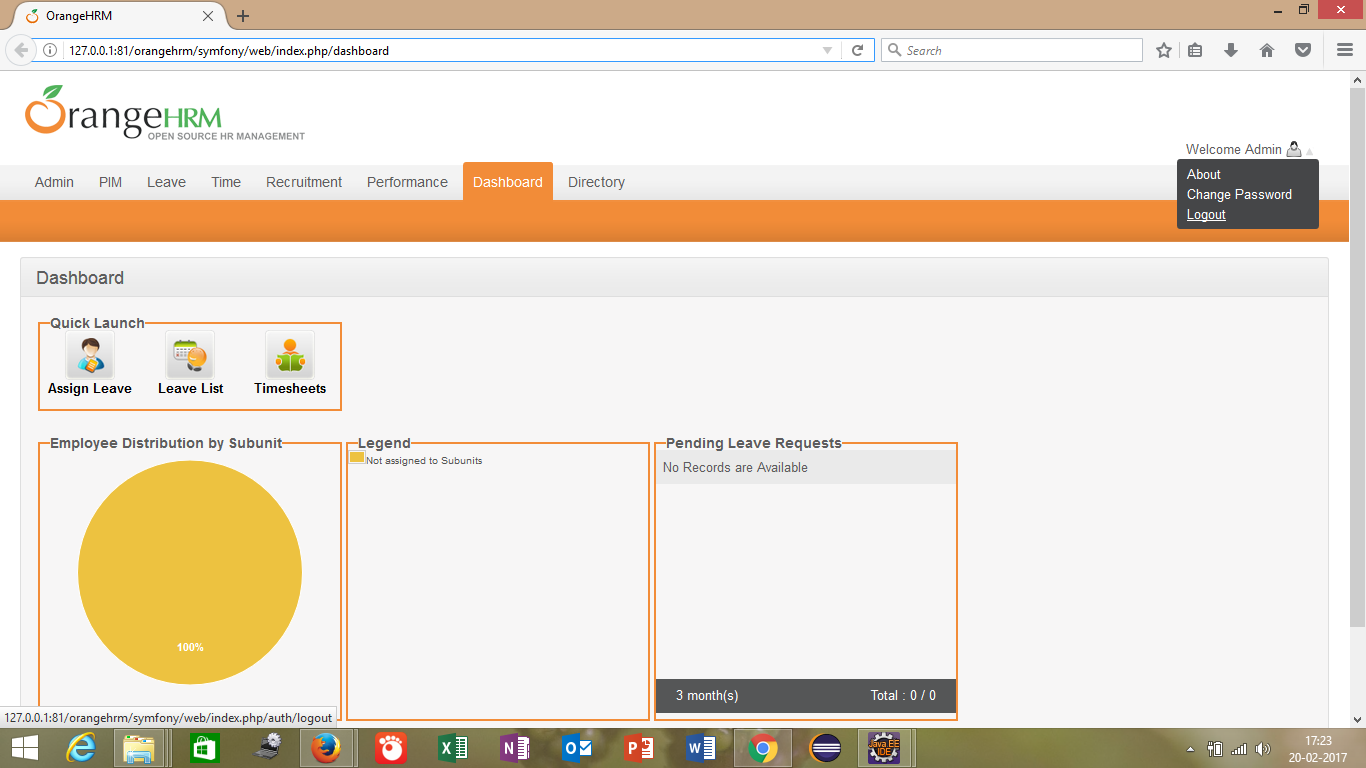 OrangeHRM
127.0.0.1:81/orangehrm/symfony/web/index.php/dashboard
Search
OrangeHRM
OPEN SOURCE HR MANAGEMENT
Welcome Admin
About
Change Password
Logout
Admin PIM Leave Time Recruitment Performance Dashboard Directory
Dashboard
Quick Launch
Assign Leave Leave List Timesheets
Employee Distribution by Subunit
100%
Legend
Not assigned to Subunits
Pending Leave Requests
No Records are Available
3 month(s) Total : 0 / 0
127.0.0.1:81/orangehrm/symfony/web/index.php/auth/logout
Java EE
IDE
17:23
20-02-2017